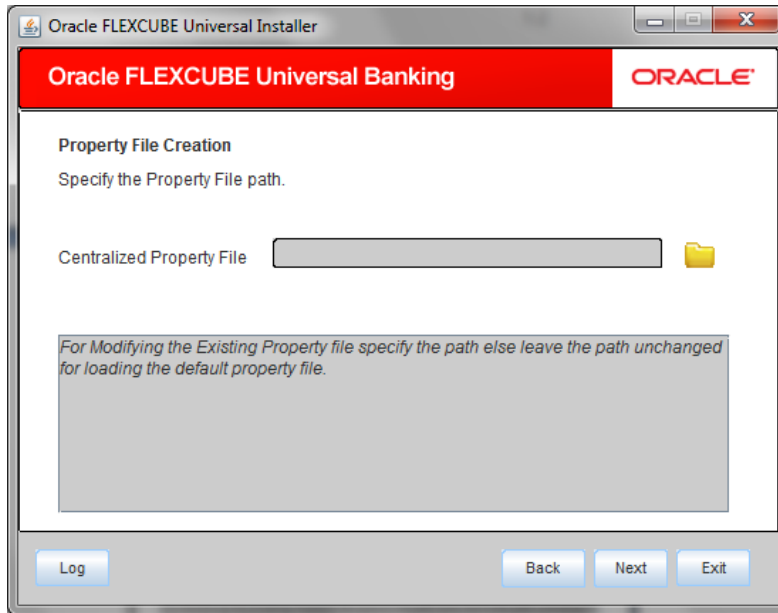 Oracle FLEXCUBE Universal Installer
Oracle FLEXCUBE Universal Banking
ORACLE
Property File Creation
Specify the Property File path.
Centralized Property File
For Modifying the Existing Property file specify the path else leave the path unchanged
for loading the default property file.
Log
Back
Next
Exit